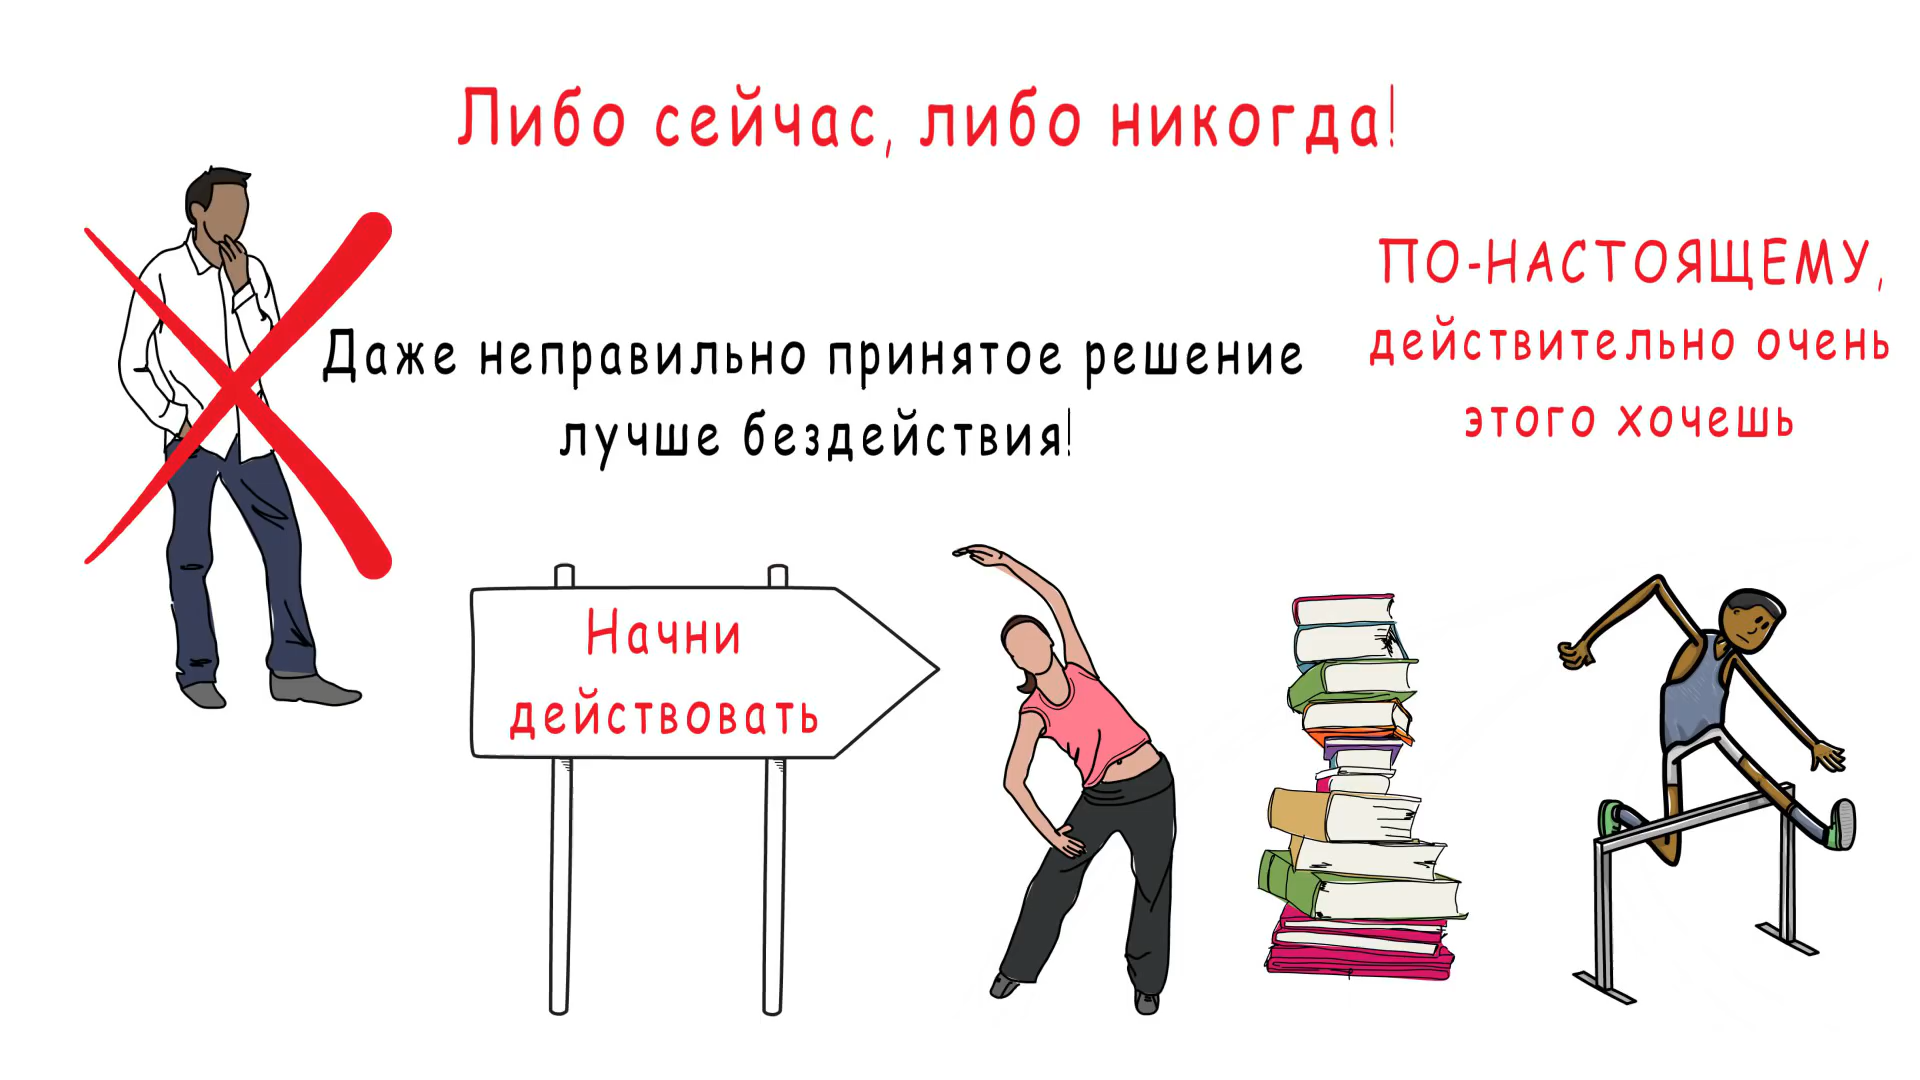 Либо сейчас, либо никогда!
Даже неправильно принятое решение
лучше бездействия!
ПО-НАСТОЯЩЕМУ,
действительно очень
этого хочешь
Начни
действовать